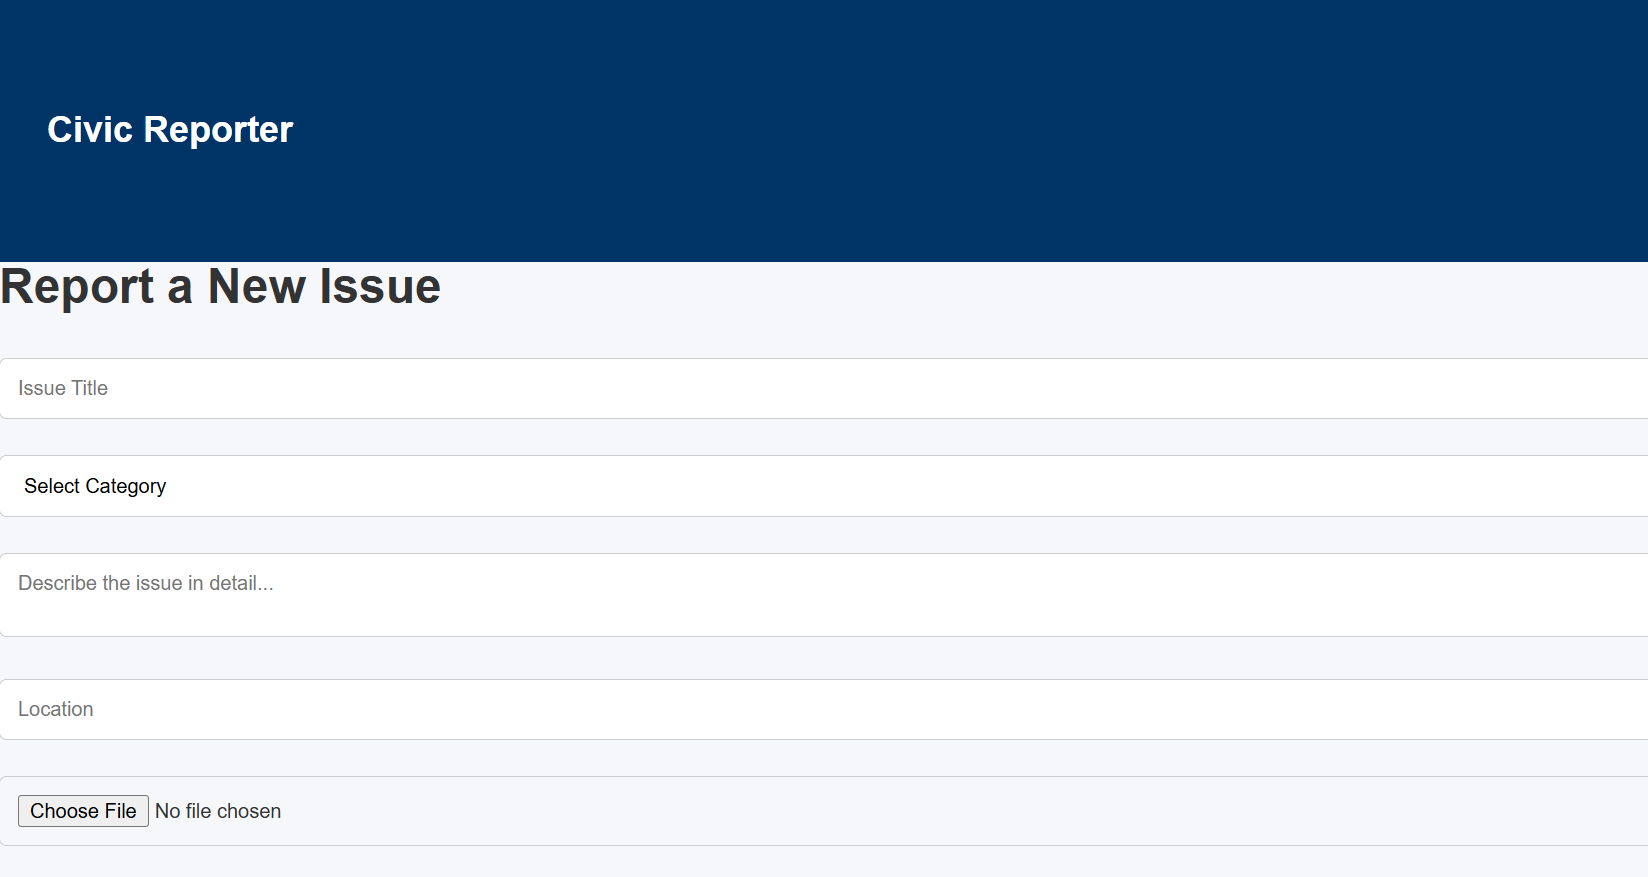 Civic Reporter
Report a New Issue
Issue Title
Select Category
Describe the issue in detail...
Location
Choose File No file chosen